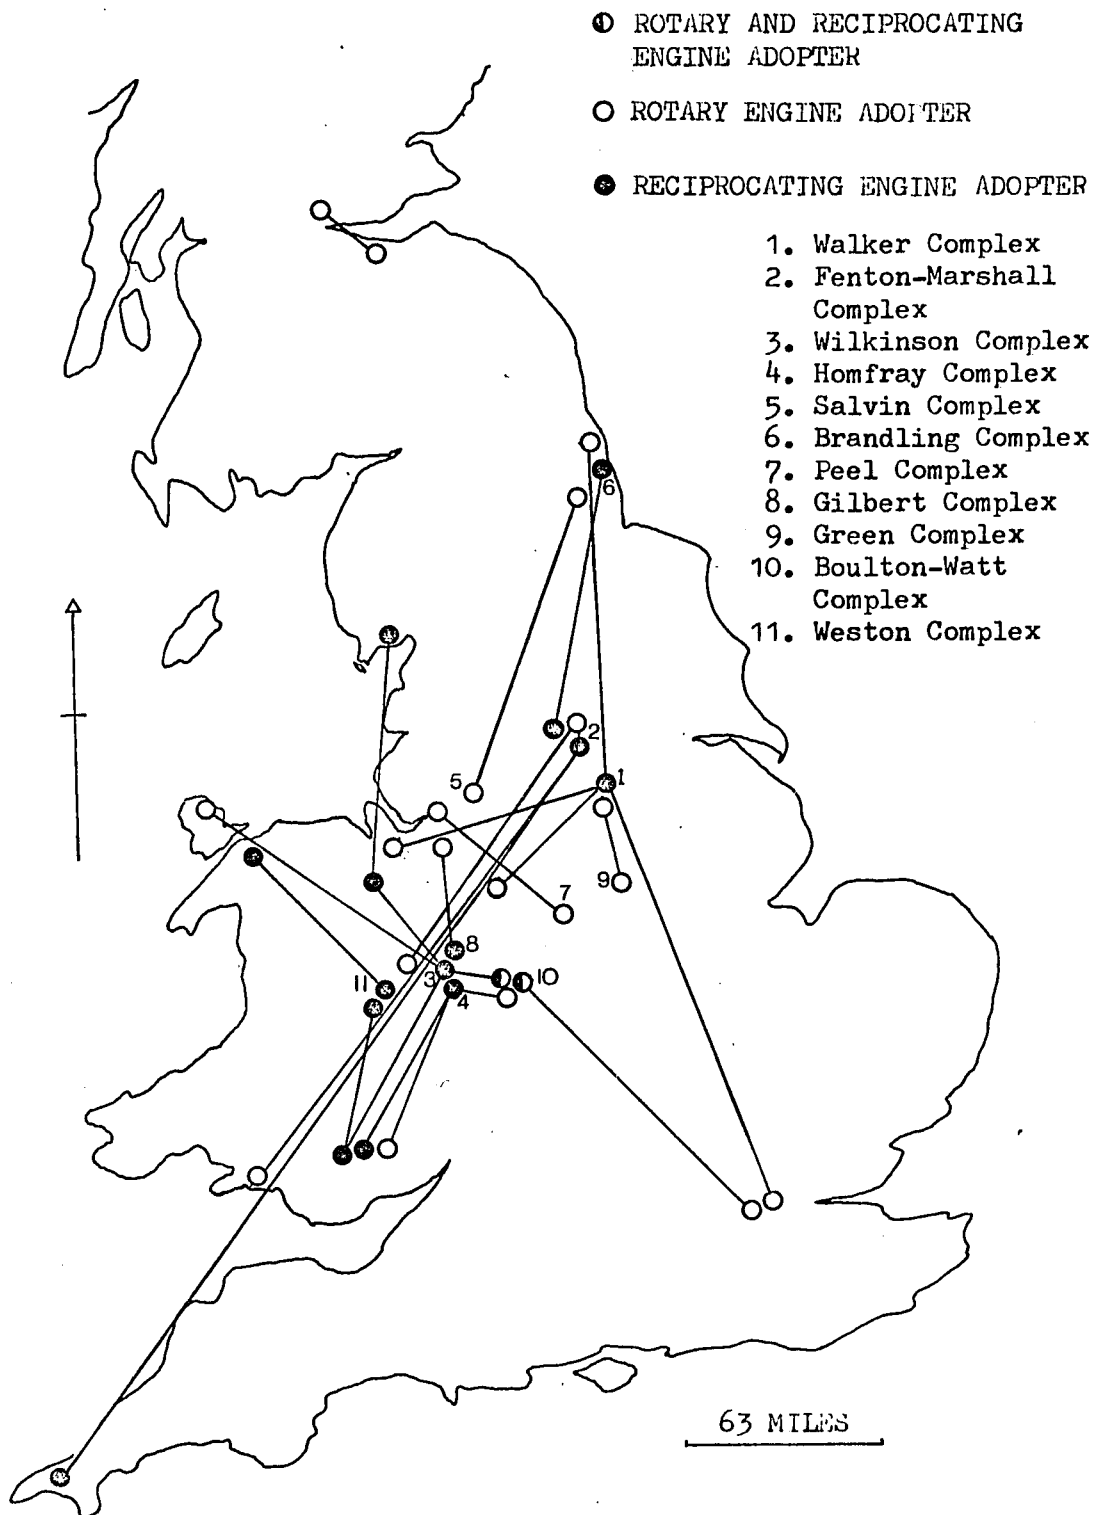 ROTARY AND RECIPROCATING
ENGINE ADOPTER
ROTARY ENGINE ADOPTER
RECIPROCATING ENGINE ADOPTER
1. Walker Complex
2. Fenton-Marshall
Complex
3. Wilkinson Complex
4. Homfray Complex
5. Salvin Complex
6. Brandling Complex
7. Peel Complex
8. Gilbert Complex
9. Green Complex
10. Boulton-Watt
Complex
11. Weston Complex
6
2
1
5
9
7
8
3
10
11
4
63 MILES